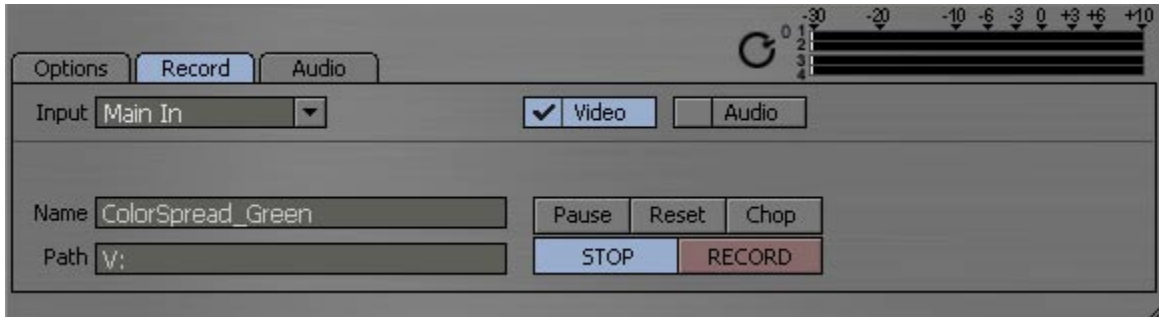 -30 -20 -10 -6 -3 0 +3 +6 +10
0 1
2
3
4
Options Record Audio
Input Main In Video Audio
Name ColorSpread_Green Pause Reset Chop
Path V: STOP RECORD